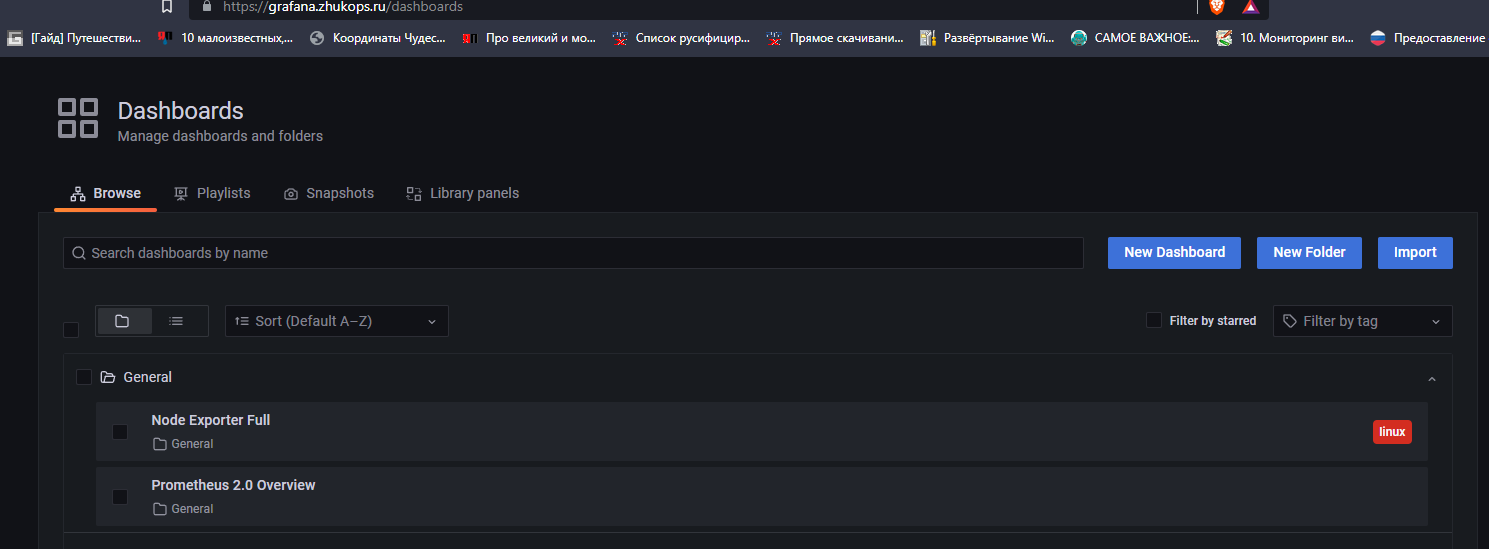 https://grafana.zhukops.ru/dashboards
[Гайд] Путешестви... 10 малоизвестных,... Координаты Чудес... Про великий и мо... Список русифицир... Прямое скачивани... Развёртывание Wi... САМОЕ ВАЖНОЕ:... 10. Мониторинг ви... Предоставление
Dashboards
Manage dashboards and folders
Browse Playlists Snapshots Library panels
Search dashboards by name New Dashboard New Folder Import
Sort (Default A–Z) Filter by starred Filter by tag
General
Node Exporter Full
linux
General
Prometheus 2.0 Overview
General